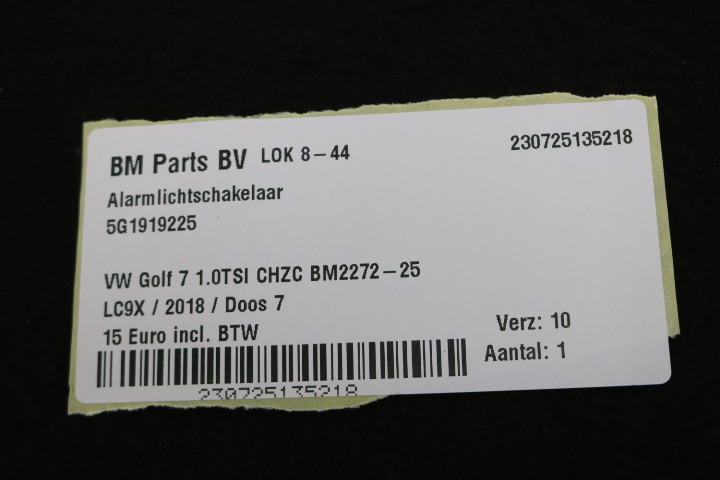 BM Parts BV LOK 8-44 230725135218
Alarmlichtschakelaar
5G1919225
VW Golf 7 1.0TSI CHZC BM2272-25
LC9X / 2018 / Doos 7
15 Euro incl. BTW
Verz: 10
Aantal: 1
230725135218